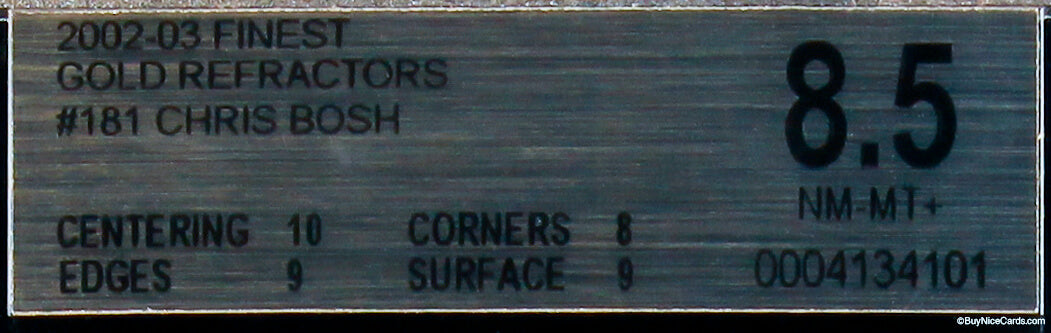 2002-03 FINEST
GOLD REFRACTORS
#181 CHRIS BOSH
8.5
NM-MT+
CENTERING 10 CORNERS 8
EDGES 9 SURFACE 9
0004134101
©BuyNiceCards.com